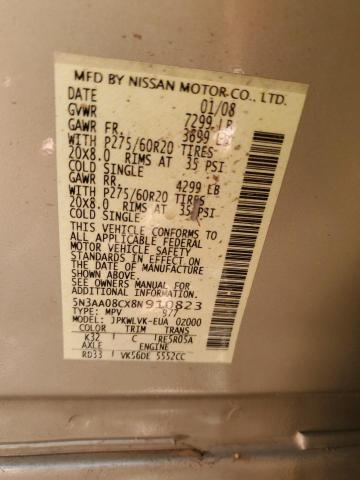 MFD BY NISSAN MOTOR CO., LTD.
DATE 01/08
GVWR 7299 LB
GAWR FR. 3699 LB
WITH P275/60R20 TIRES
20X8.0 RIMS AT 35 PSI
COLD SINGLE
GAWR RR 4299 LB
WITH P275/60R20 TIRES
20X8.0 RIMS AT 35 PSI
COLD SINGLE
THIS VEHICLE CONFORMS
TO ALL APPLICABLE FEDERAL
MOTOR VEHICLE SAFETY
STANDARDS IN EFFECT ON
THE DATE OF MANUFACTURE
SHOWN ABOVE.
SEE OWNERS MANUAL
5N3AA08CX8N910823
TYPE: MPV 977
MODEL: JPKWLVK-EUA 02000
COLOR TRIM TRANS
K32 C RE5R05A
AXLE ENGINE
RD33 VK56DE 5552CC